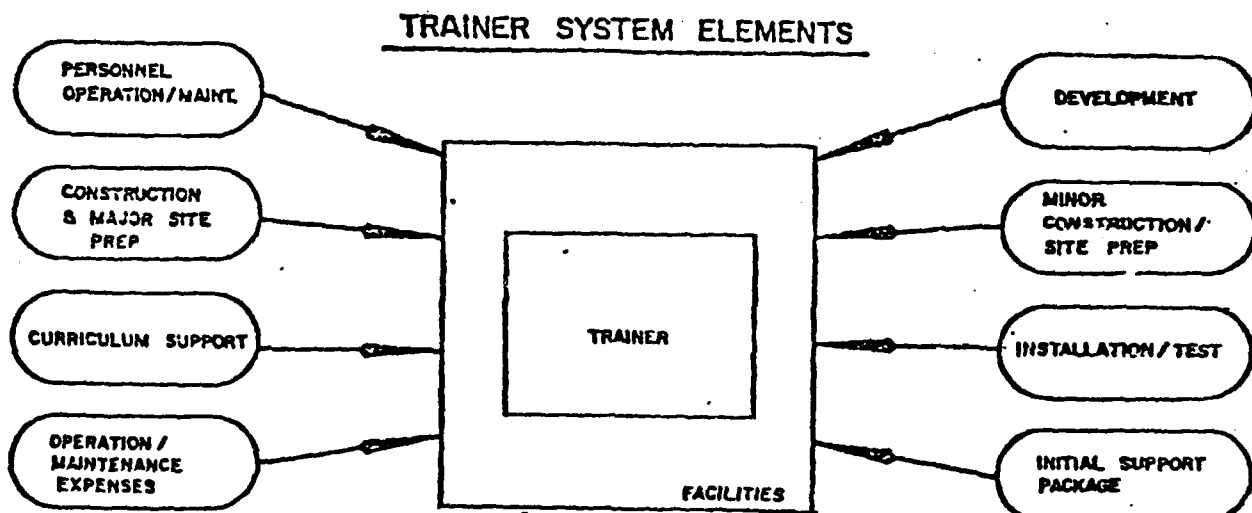 TRAINER SYSTEM ELEMENTS
PERSONNEL
OPERATION/MAINT.
CONSTRUCTION
& MAJOR SITE
PREP
CURRICULUM SUPPORT
OPERATION/
MAINTENANCE
EXPENSES
TRAINER
FACILITIES
DEVELOPMENT
MINOR
CONSTRUCTION/
SITE PREP
INSTALLATION/TEST
INITIAL SUPPORT
PACKAGE